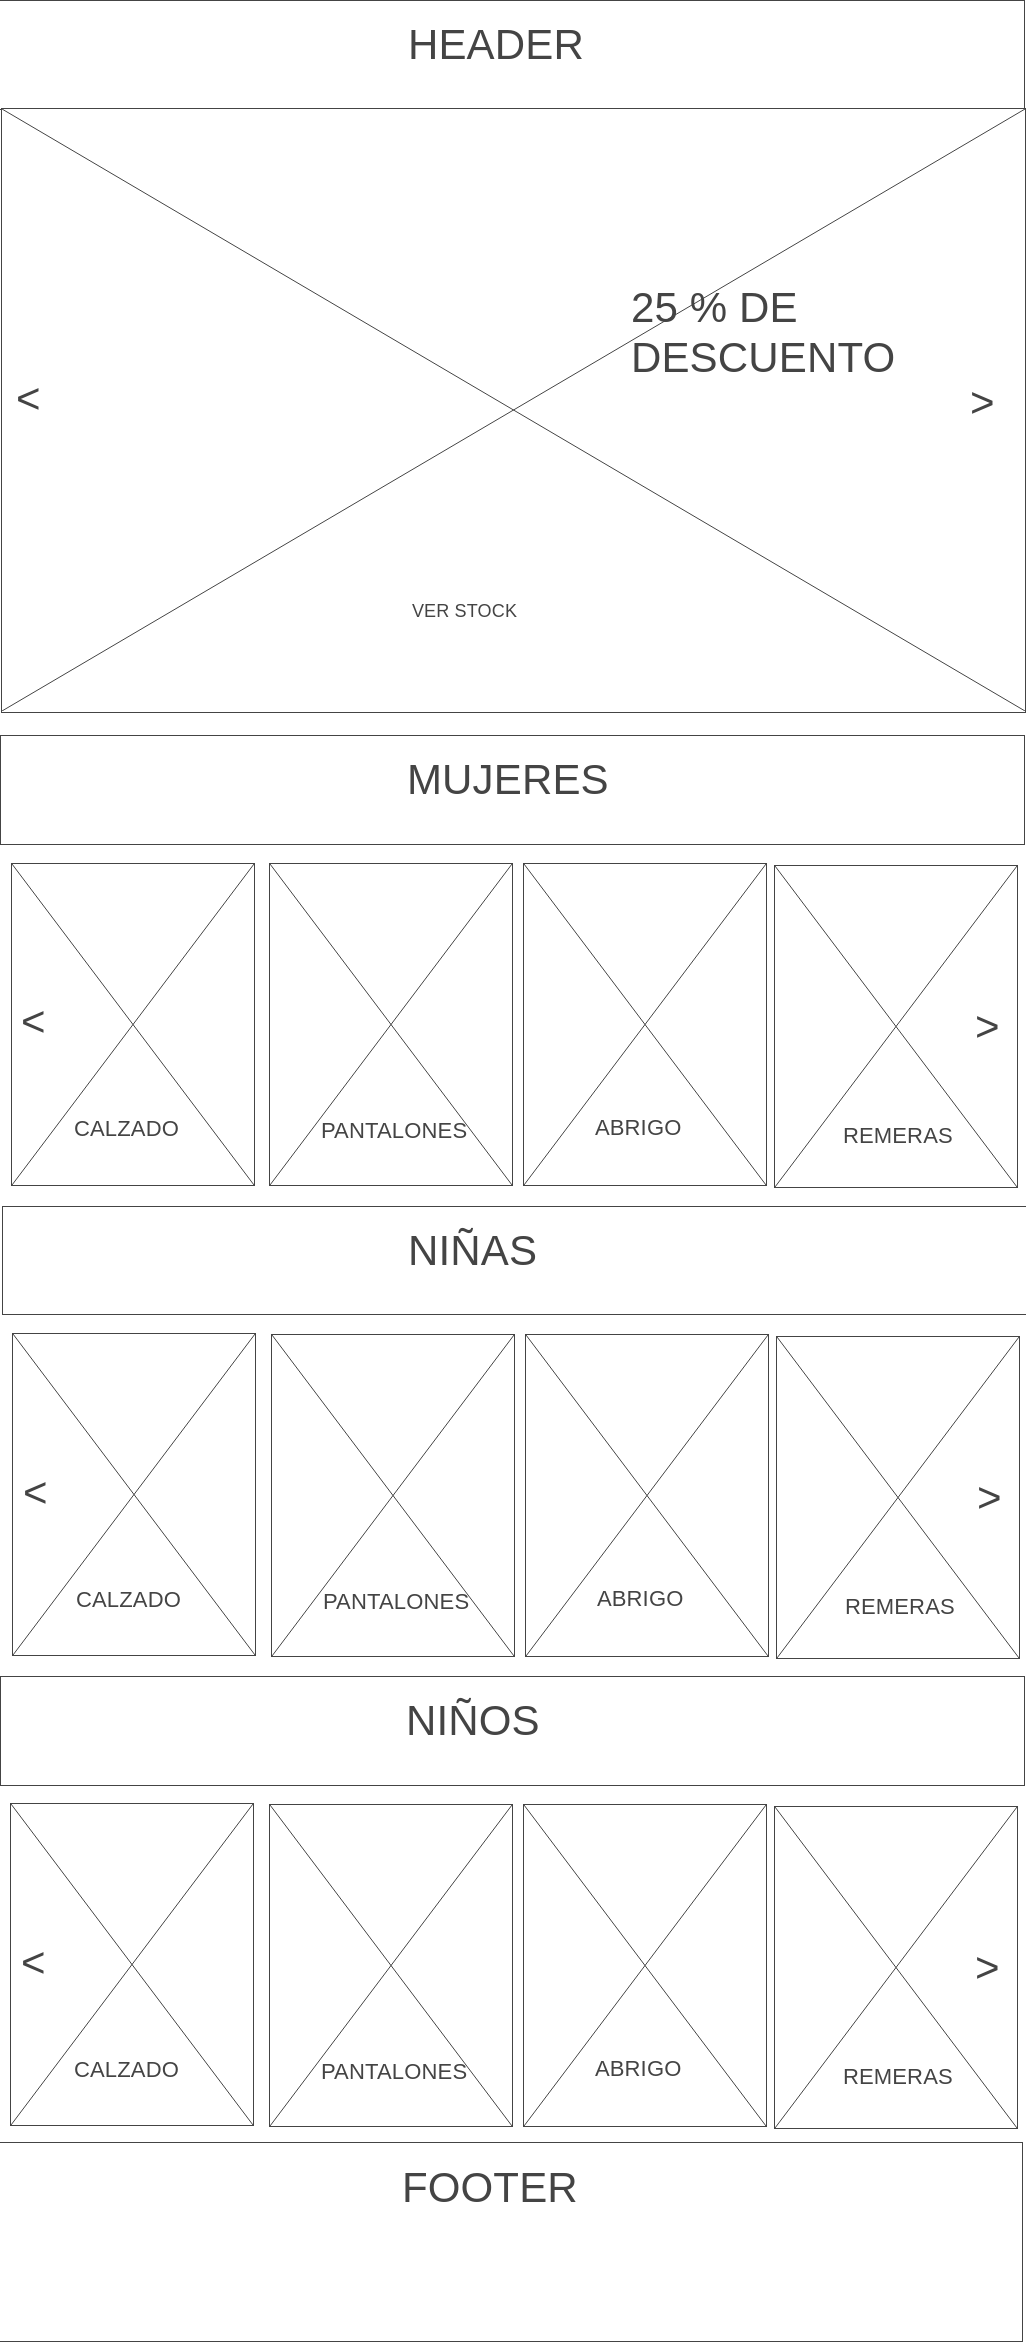 HEADER
25 % DE
DESCUENTO
<
>
VER STOCK
MUJERES
<
>
CALZADO
PANTALONES
ABRIGO
REMERAS
NIÑAS
<
>
CALZADO
PANTALONES
ABRIGO
REMERAS
NIÑOS
<
>
CALZADO
PANTALONES
ABRIGO
REMERAS
FOOTER